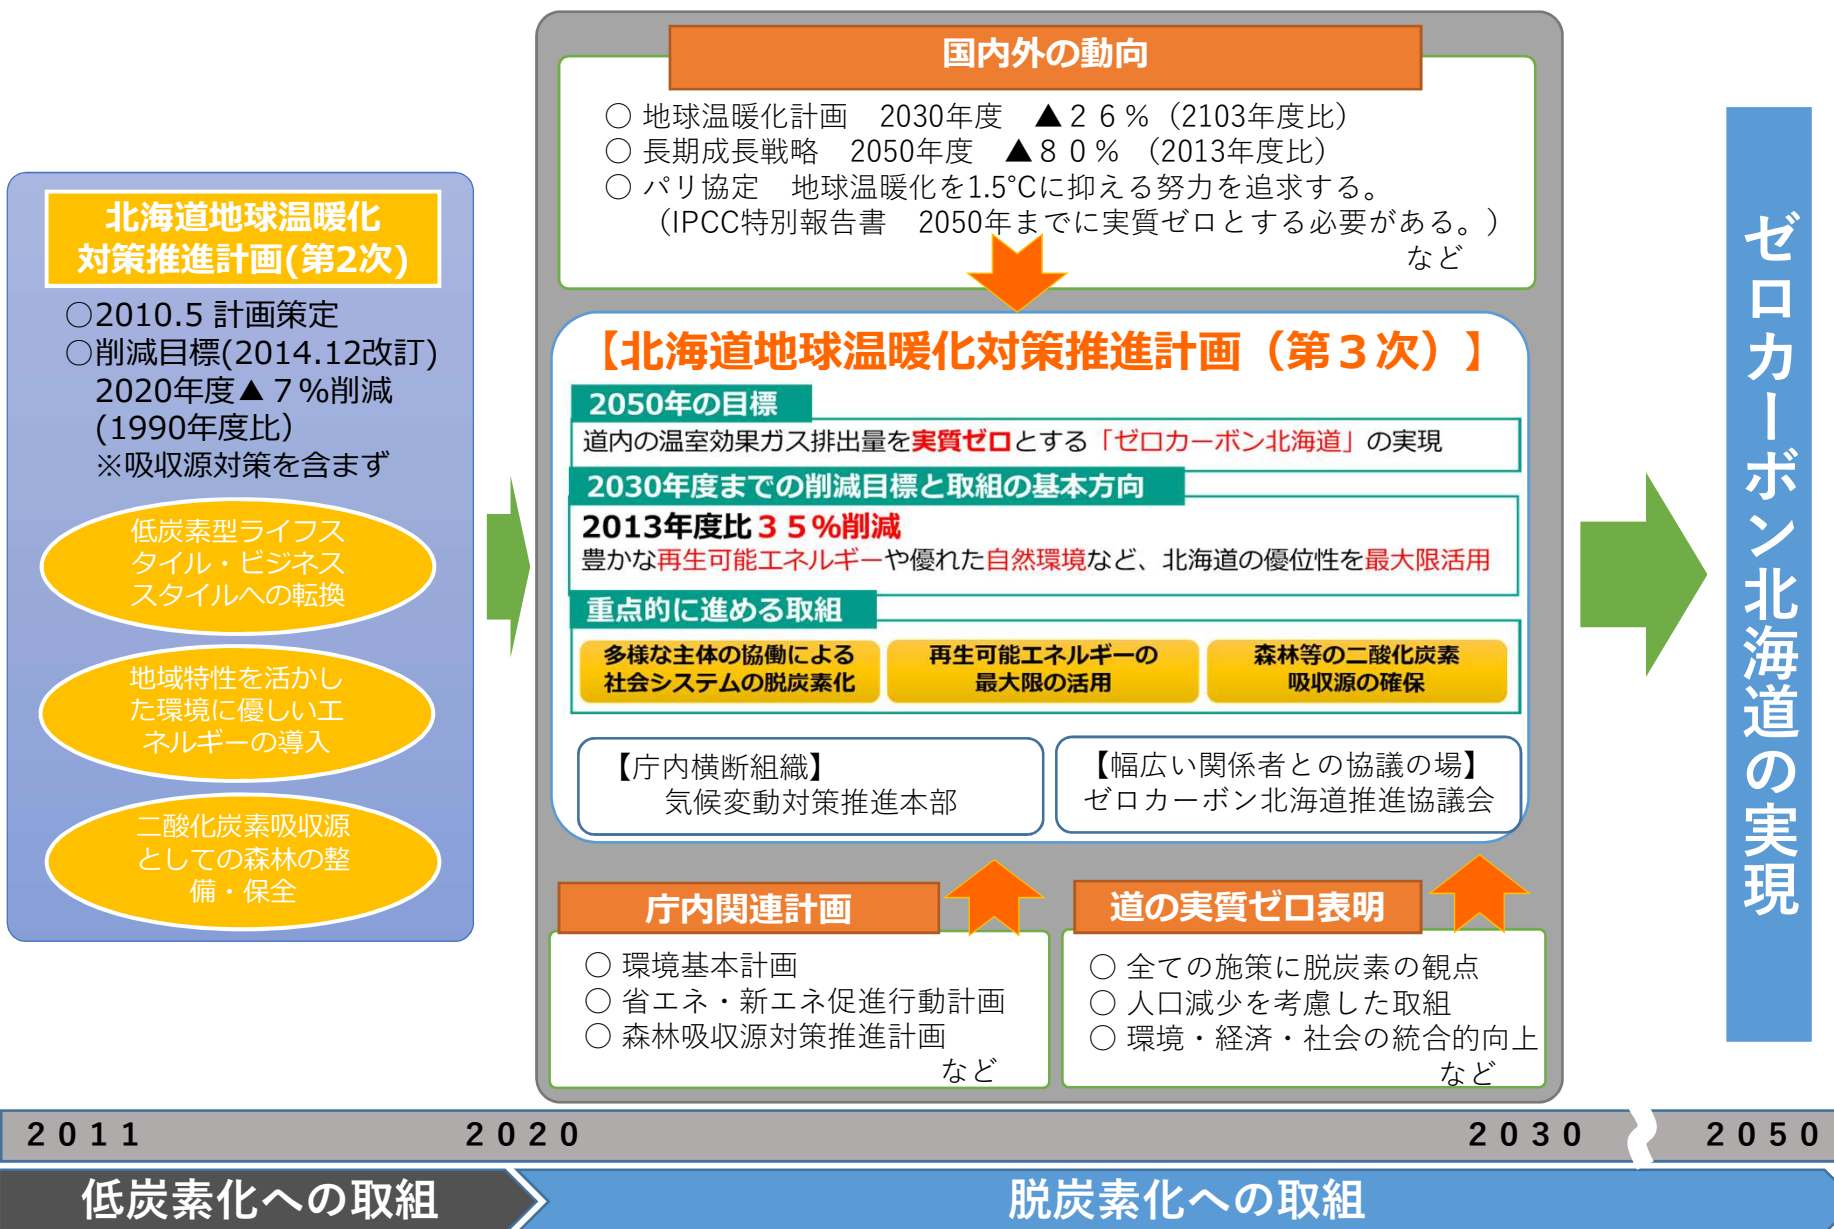 国内外の動向
○ 地球温暖化計画　2030年度　▲２６％（2103年度比）
○ 長期成長戦略　2050年度　▲８０％　（2013年度比）
○ パリ協定　地球温暖化を1.5℃に抑える努力を追求する。
（IPCC特別報告書　2050年までに実質ゼロとする必要がある。）
など
北海道地球温暖化
対策推進計画(第2次)
○2010.5 計画策定
○削減目標(2014.12改訂)
2020年度▲７％削減
(1990年度比)
※吸収源対策を含まず
低炭素型ライフス
タイル・ビジネス
スタイルへの転換
地域特性を活かし
た環境に優しいエ
ネルギーの導入
二酸化炭素吸収源
としての森林の整
備・保全
【北海道地球温暖化対策推進計画（第３次）】
2050年の目標
道内の温室効果ガス排出量を実質ゼロとする「ゼロカーボン北海道」の実現
2030年度までの削減目標と取組の基本方向
2013年度比３５％削減
豊かな再生可能エネルギーや優れた自然環境など、北海道の優位性を最大限活用
重点的に進める取組
多様な主体の協働による
社会システムの脱炭素化
再生可能エネルギーの
最大限の活用
森林等の二酸化炭素
吸収源の確保
【庁内横断組織】
気候変動対策推進本部
【幅広い関係者との協議の場】
ゼロカーボン北海道推進協議会
庁内関連計画
○ 環境基本計画
○ 省エネ・新エネ促進行動計画
○ 森林吸収源対策推進計画
など
道の実質ゼロ表明
○ 全ての施策に脱炭素の観点
○ 人口減少を考慮した取組
○ 環境・経済・社会の統合的向上
など
ゼロカーボン北海道の実現
２０１１
２０２０
２０３０
２０５０
低炭素化への取組
脱炭素化への取組